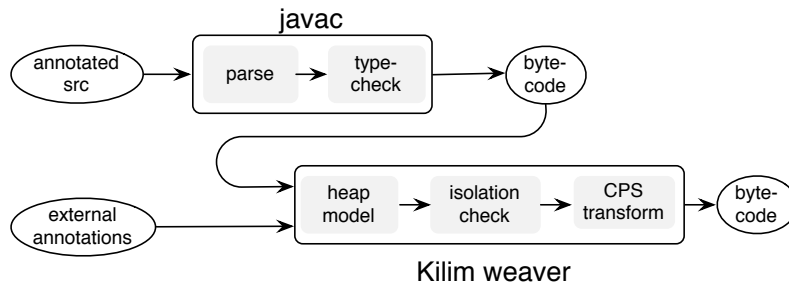 javac
annotated
src
parse
type-
check
byte-
code
external
annotations
heap
model
isolation
check
CPS
transform
byte-
code
Kilim weaver